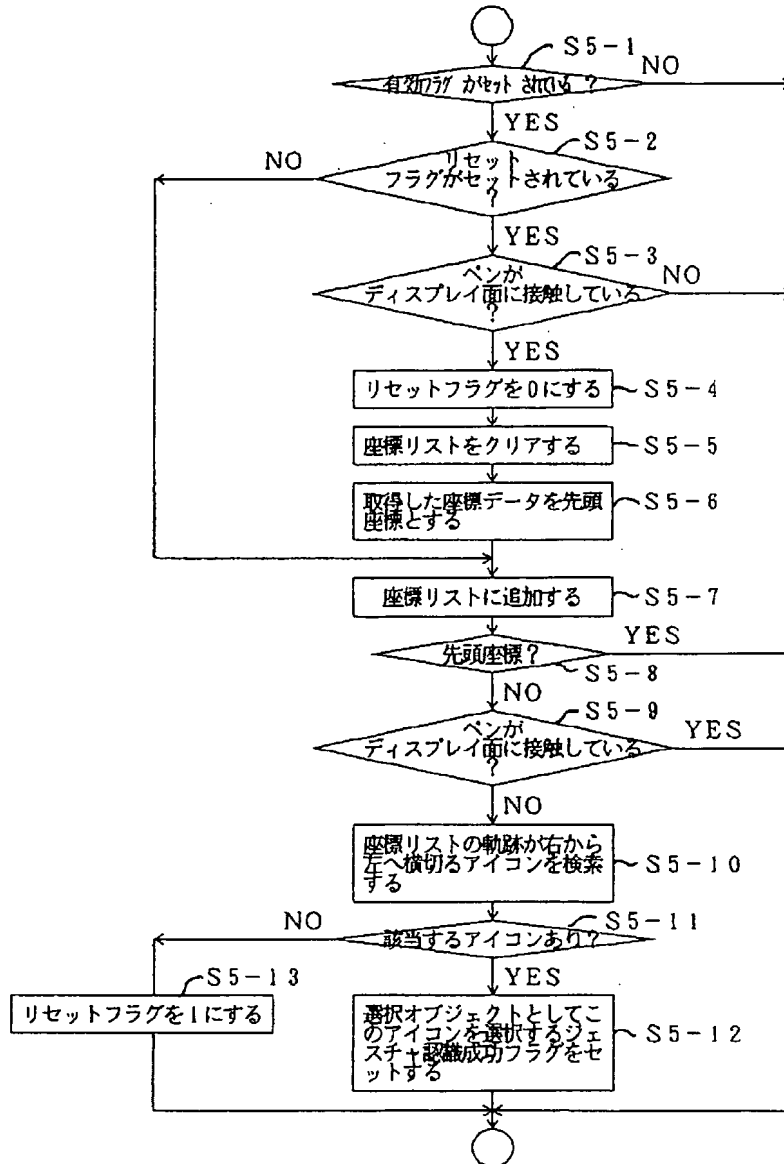 S5-1
有効フラグ がセット されている ?
NO
YES
S5-2
NO
リセット
フラグがセットされている
?
YES
S5-3
ペンが
NO
ディスプレイ面に接触している
?
YES
リセットフラグを0にする
S5-4
座標リストをクリアする
S5-5
取得した座標データを先頭
座標とする
S5-6
座標リストに追加する
S5-7
先頭座標?
YES
S5-8
NO
S5-9
ペンが
YES
ディスプレイ面に接触している
?
NO
座標リストの軌跡が右から
左へ横切るアイコンを検索
する
S5-10
NO
S5-11
該当するアイコンあり?
S5-13
YES
リセットフラグを1にする
選択オブジェクトとしてこ
のアイコンを選択するジェ
スチャ認識成功フラグをセ
ットする
S5-12